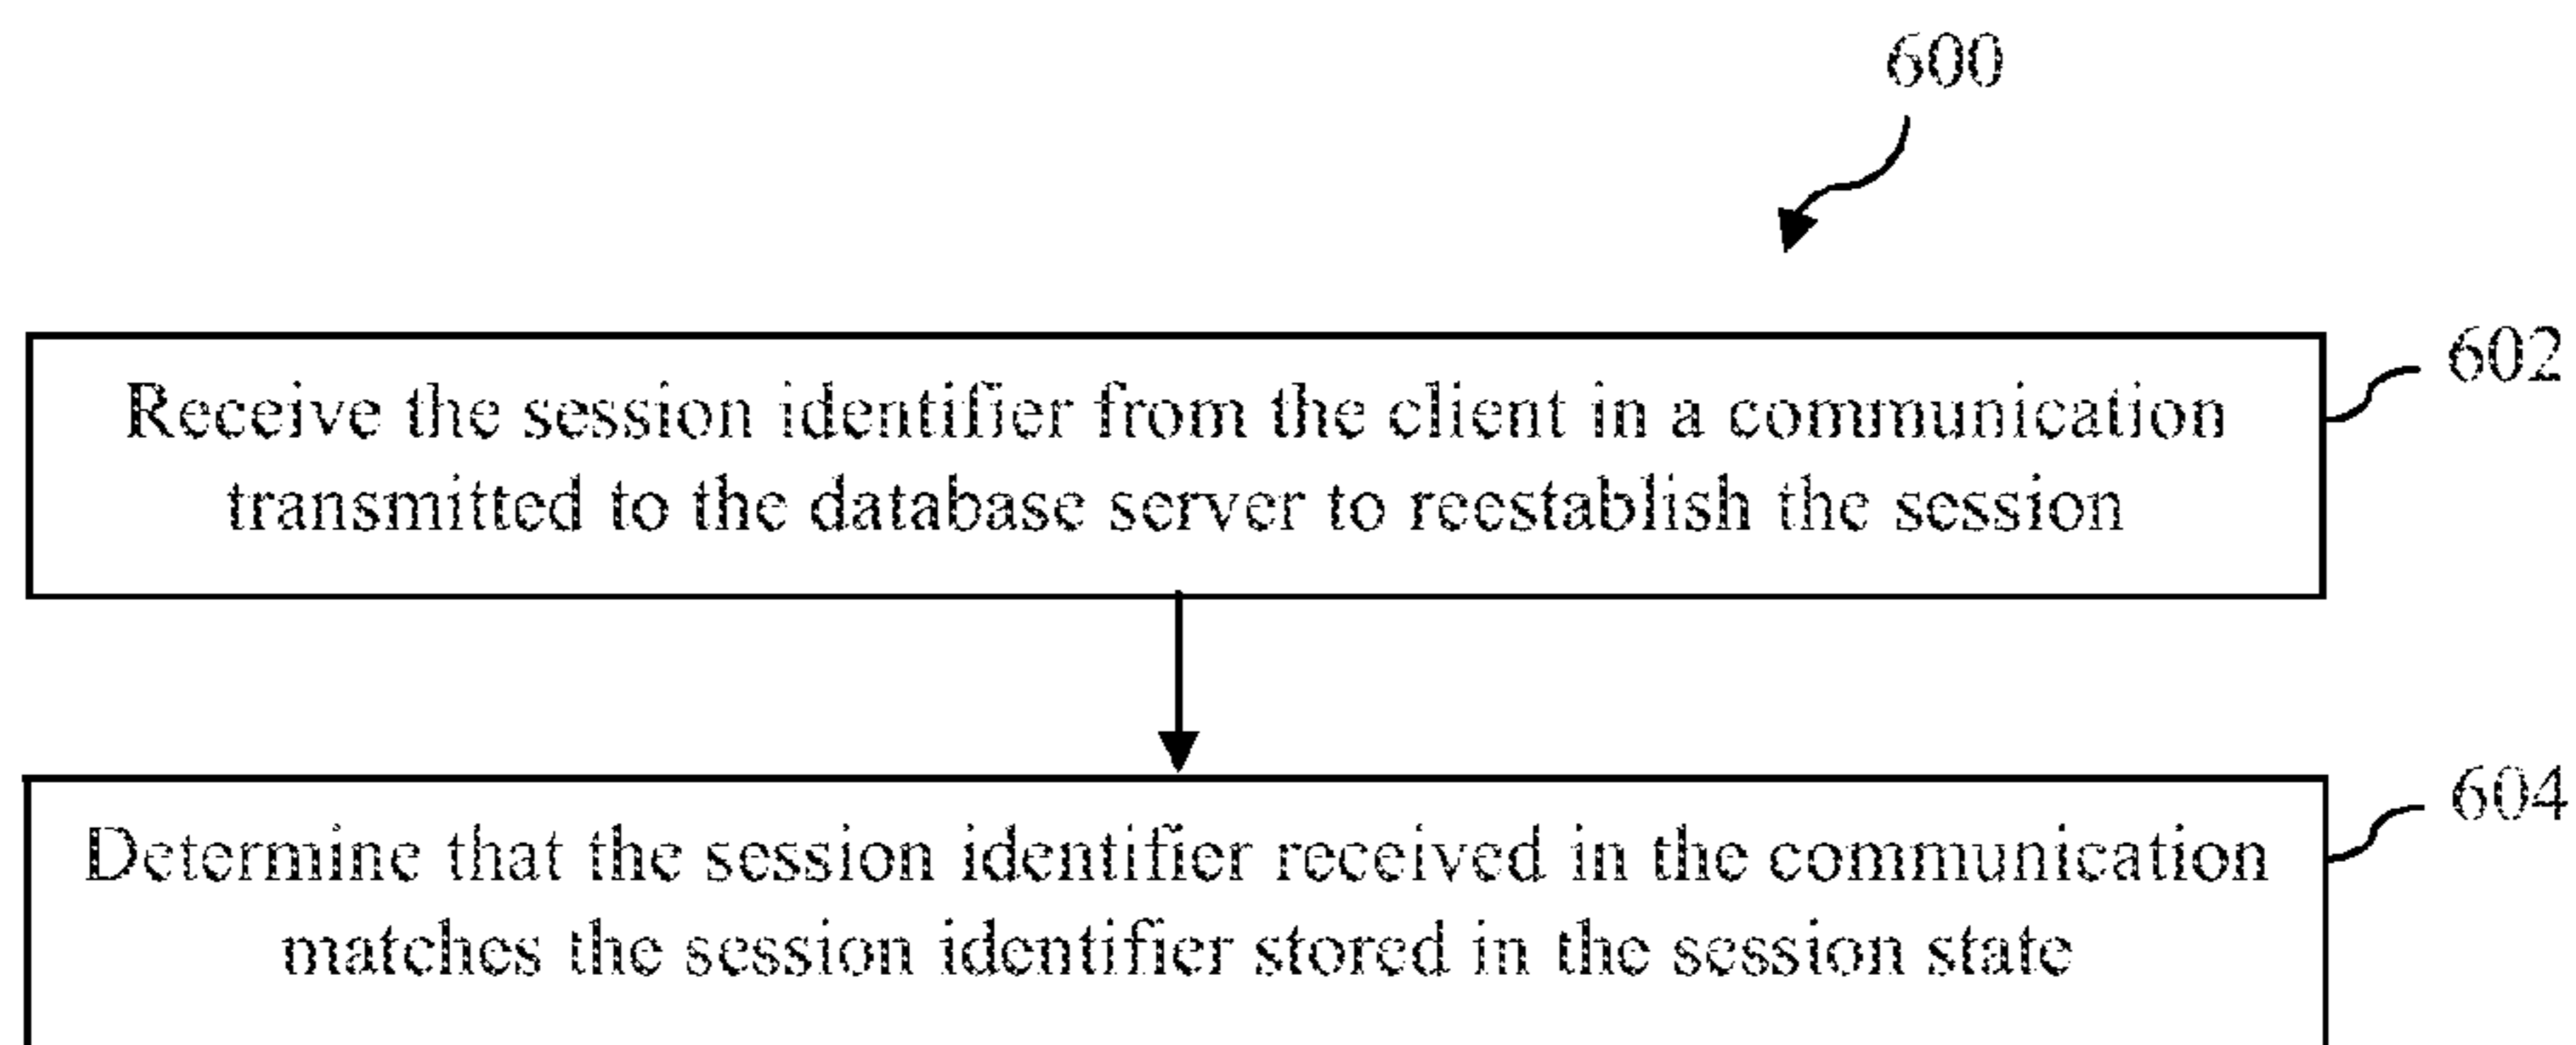 600
602
Receive the session identifier from the client in a communication
transmitted to the database server to reestablish the session
604
Determine that the session identifier received in the communication
matches the session identifier stored in the session state